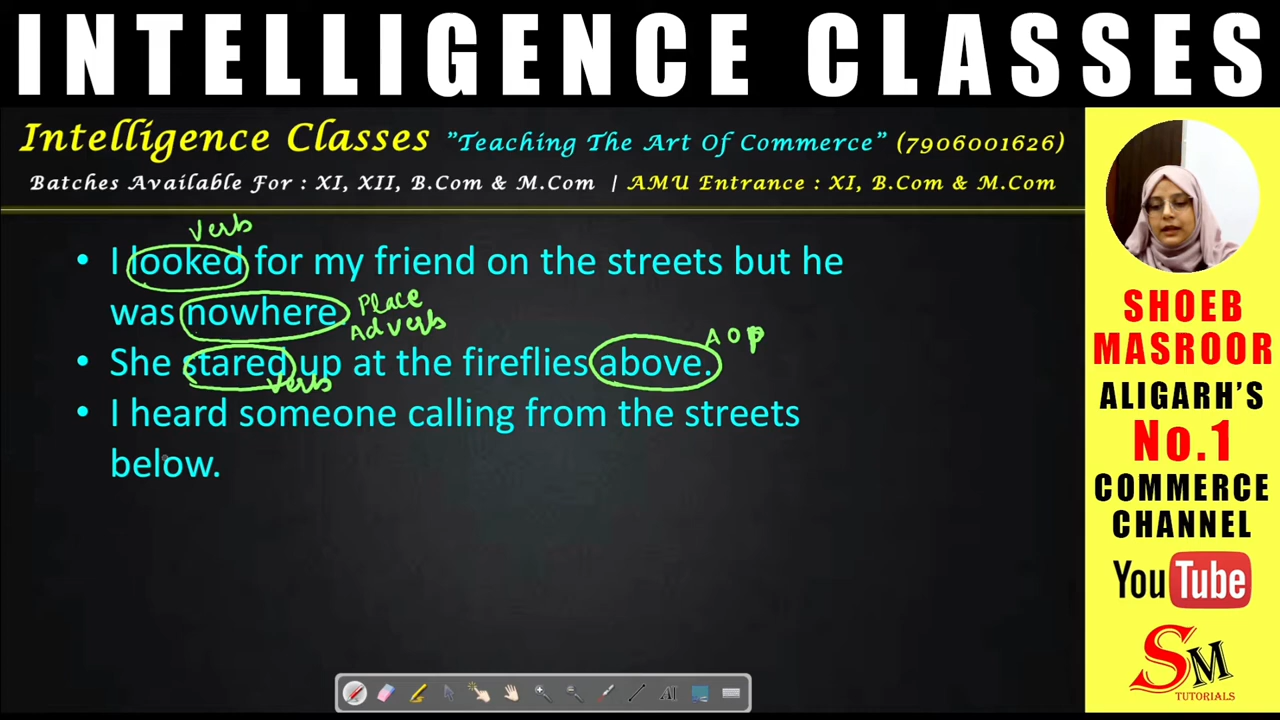 INTELLIGENCE CLASSES
Intelligence Classes "Teaching The Art Of Commerce" (7906001626)
Batches Available For : XI, XII, B.Com & M.Com | AMU Entrance : XI, B.Com & M.Com
verb
• I looked for my friend on the streets but he
was nowhere. Place
Adverb
• She stared up at the fireflies above. AOP
verb
• I heard someone calling from the streets
below.
SHOEB
MASROOR
ALIGARH'S
No.1
COMMERCE
CHANNEL
YouTube
SM
TUTORIALS